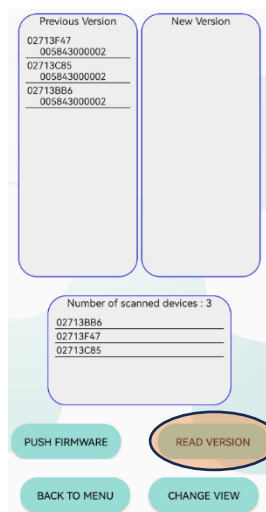 Previous Version
New Version
02713F47
005843000002
02713C85
005843000002
02713BB6
005843000002
Number of scanned devices : 3
02713BB6
02713F47
02713C85
PUSH FIRMWARE
READ VERSION
BACK TO MENU
CHANGE VIEW